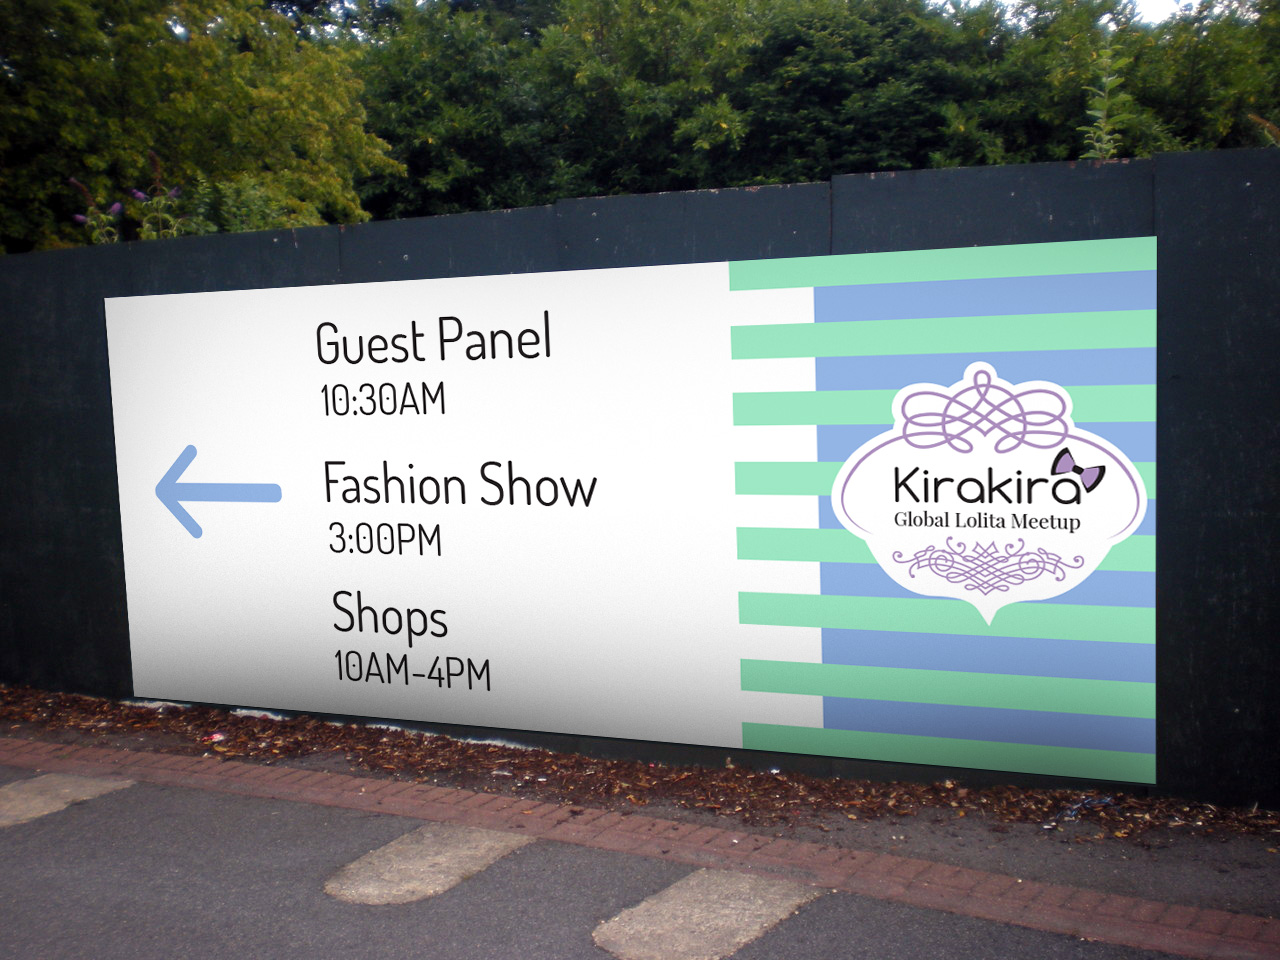 Guest Panel
10:30AM
Fashion Show
3:00PM
Shops
10AM-4PM
Kirakira
Global Lolita Meetup